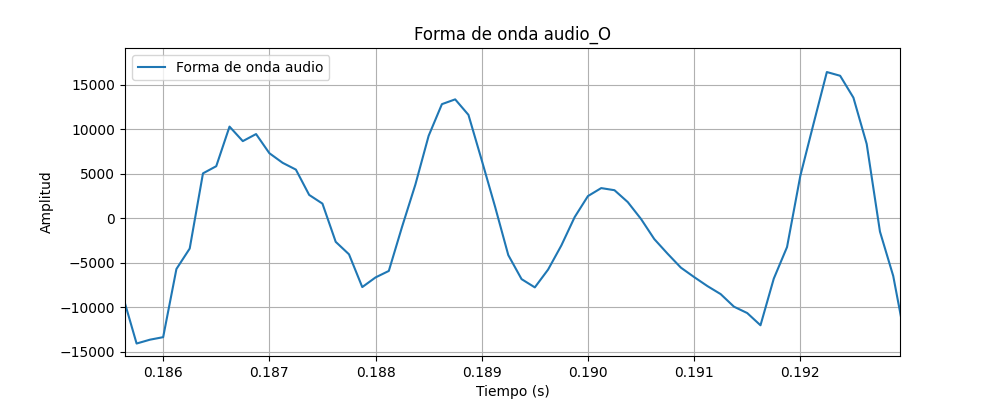 Forma de onda audio_O
Forma de onda audio
Amplitud
15000
10000
5000
0
−5000
−10000
−15000
0.186 0.187 0.188 0.189 0.190 0.191 0.192
Tiempo (s)